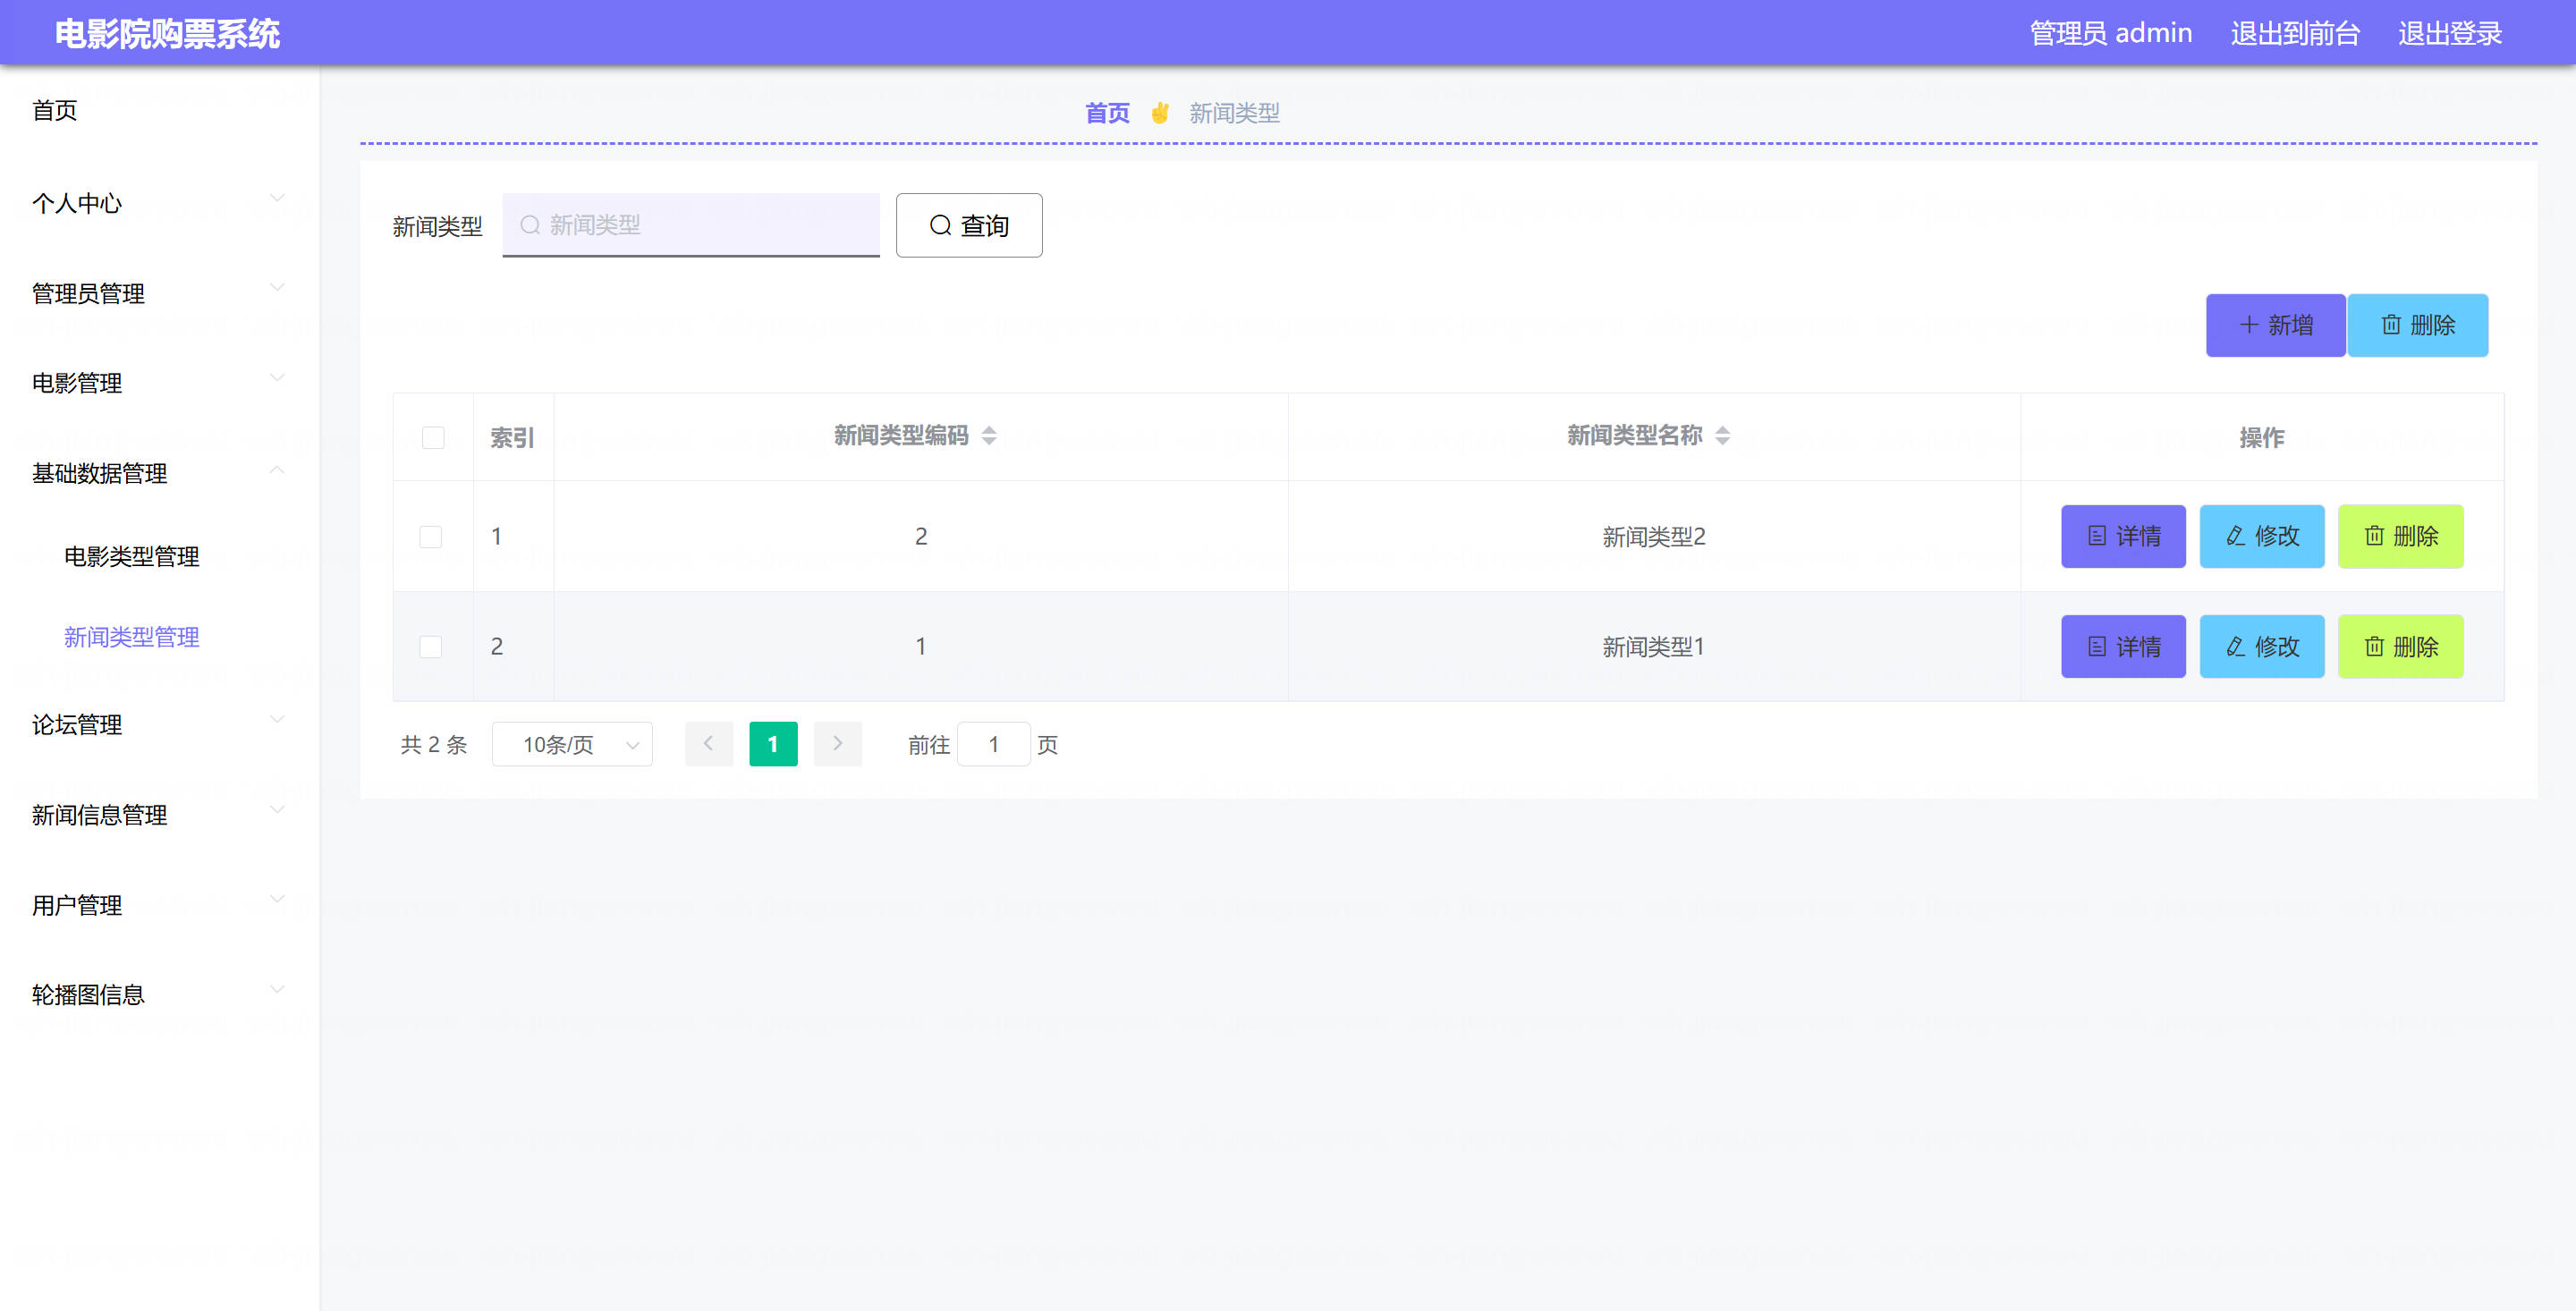 电影院购票系统 管理员 admin 退出到前台 退出登录
首页
个人中心
管理员管理
电影管理
基础数据管理
电影类型管理
新闻类型管理
论坛管理
新闻信息管理
用户管理
轮播图信息
首页 新闻类型
新闻类型 新闻类型 查询
新增 删除
索引 新闻类型编码 新闻类型名称 操作
1 2 新闻类型2 详情 修改 删除
2 1 新闻类型1 详情 修改 删除
共 2 条 10条/页 1 前往 1 页